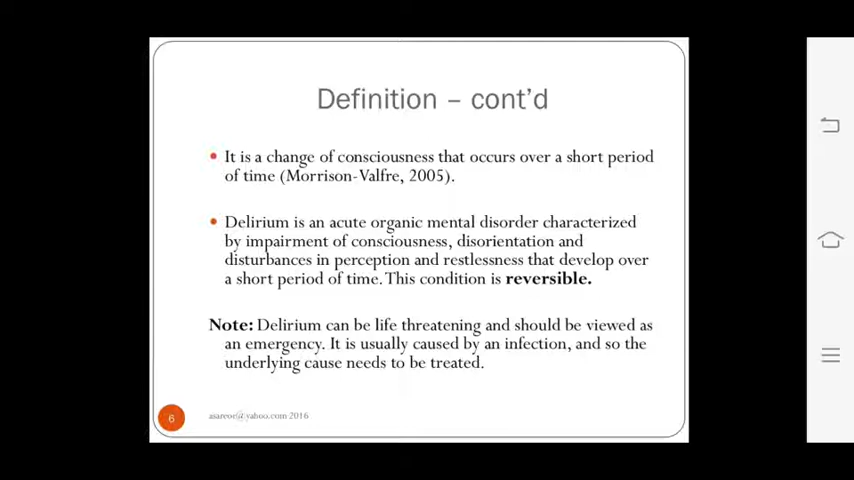 Definition – cont'd
• It is a change of consciousness that occurs over a short period
of time (Morrison-Valfre, 2005).
• Delirium is an acute organic mental disorder characterized
by impairment of consciousness, disorientation and
disturbances in perception and restlessness that develop over
a short period of time. This condition is reversible.
Note: Delirium can be life threatening and should be viewed as
an emergency. It is usually caused by an infection, and so the
underlying cause needs to be treated.
6
asareor@yahoo.com 2016